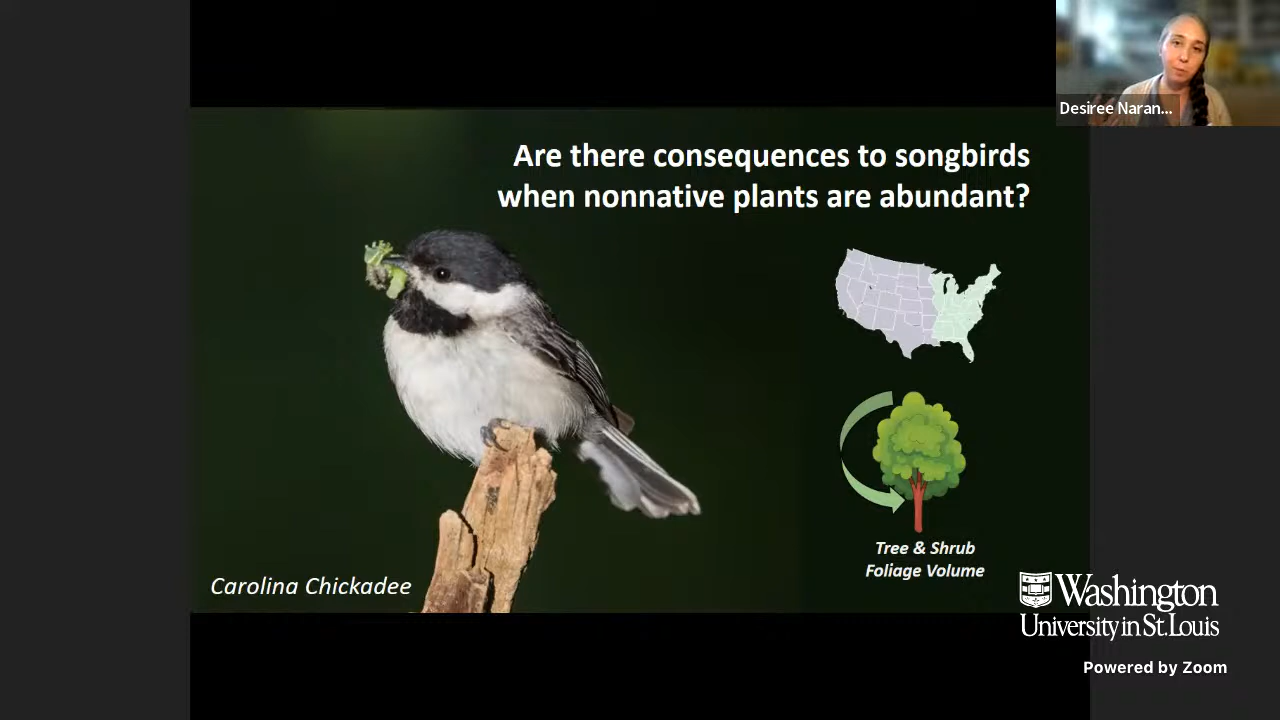 Desiree Naran...
Are there consequences to songbirds
when nonnative plants are abundant?
Tree & Shrub
Foliage Volume
Carolina Chickadee
Washington
University in St. Louis
Powered by Zoom